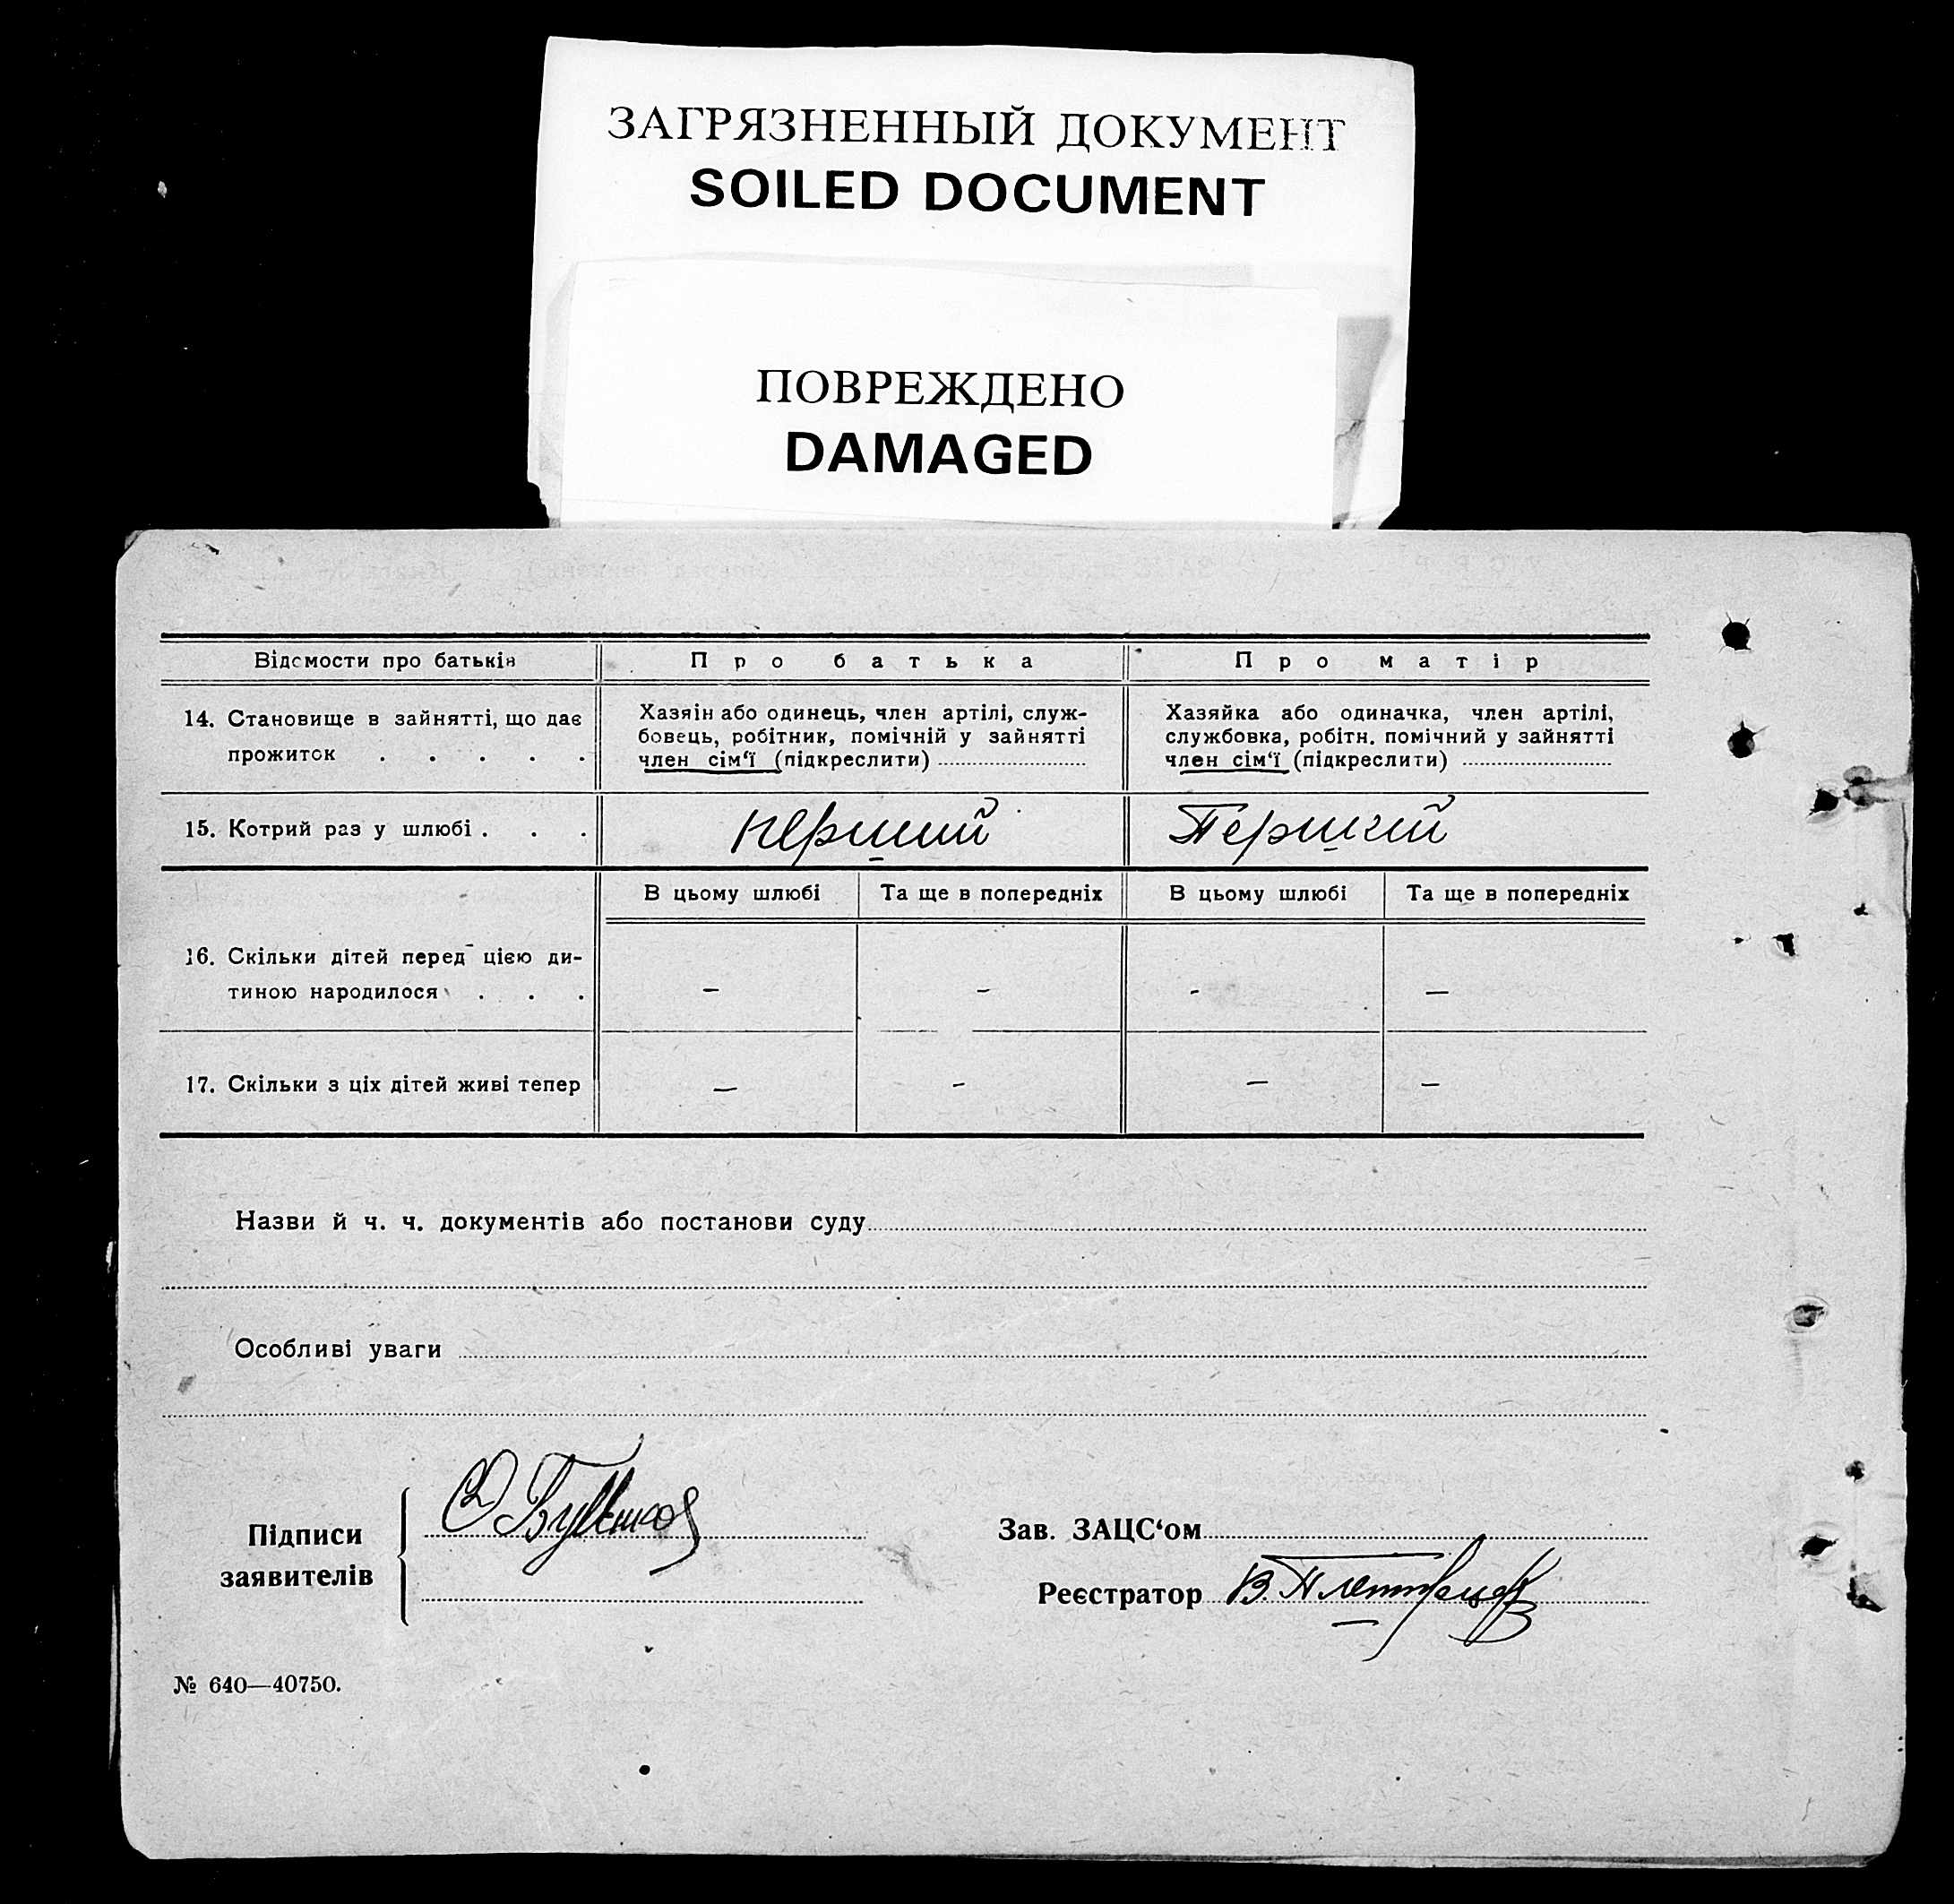 ЗАГРЯЗНЕННЫЙ ДОКУМЕНТ
SOILED DOCUMENT
ПОВРЕЖДЕНО
DAMAGED
Відомости про батьків Про батька Про матір
14. Становище в зайнятті, що дає прожиток . . . . .
Хазяін або одинець, член артілі, служ-
бовець, робітник, помічній у зайнятті
член сім‘ї (підкреслити)
Хазяйка або одиначка, член артілі,
службовка, робітн. помічний у зайнятті
член сім‘ї (підкреслити)
15. Котрий раз у шлюбі . . . перший Перший
В цьому шлюбі Та ще в попередніх В цьому шлюбі Та ще в попередніх
16. Скільки дітей перед цією ди-
тиною народилося . . . – – - –
17. Скільки з ціх дітей живі тепер – - – –
Назви й ч. ч. документів або постанови суду
Особливі уваги
Підписи
заявителів
Зав. ЗАЦС‘ом
Реєстратор В.
№ 640—40750.